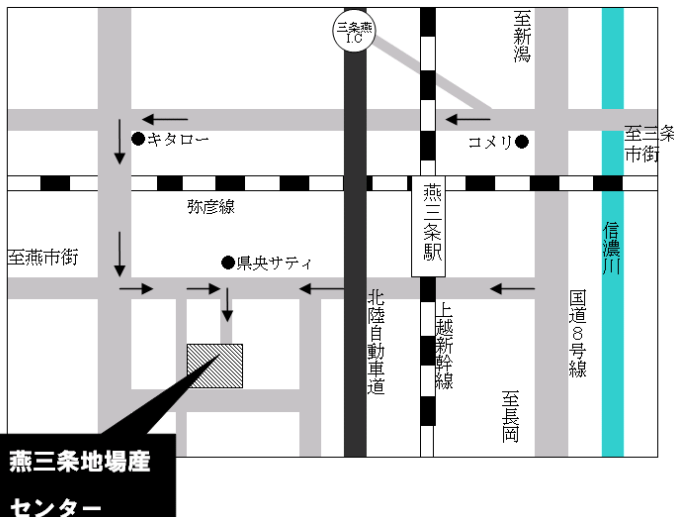 三条燕
I.C
至新潟
キタロー
コメリ
至三条
市街
弥彦線
燕三条駅
信濃川
至燕市街
県央サティ
北陸自動車道
上越新幹線
国道8号線
至長岡
燕三条地場産
センター